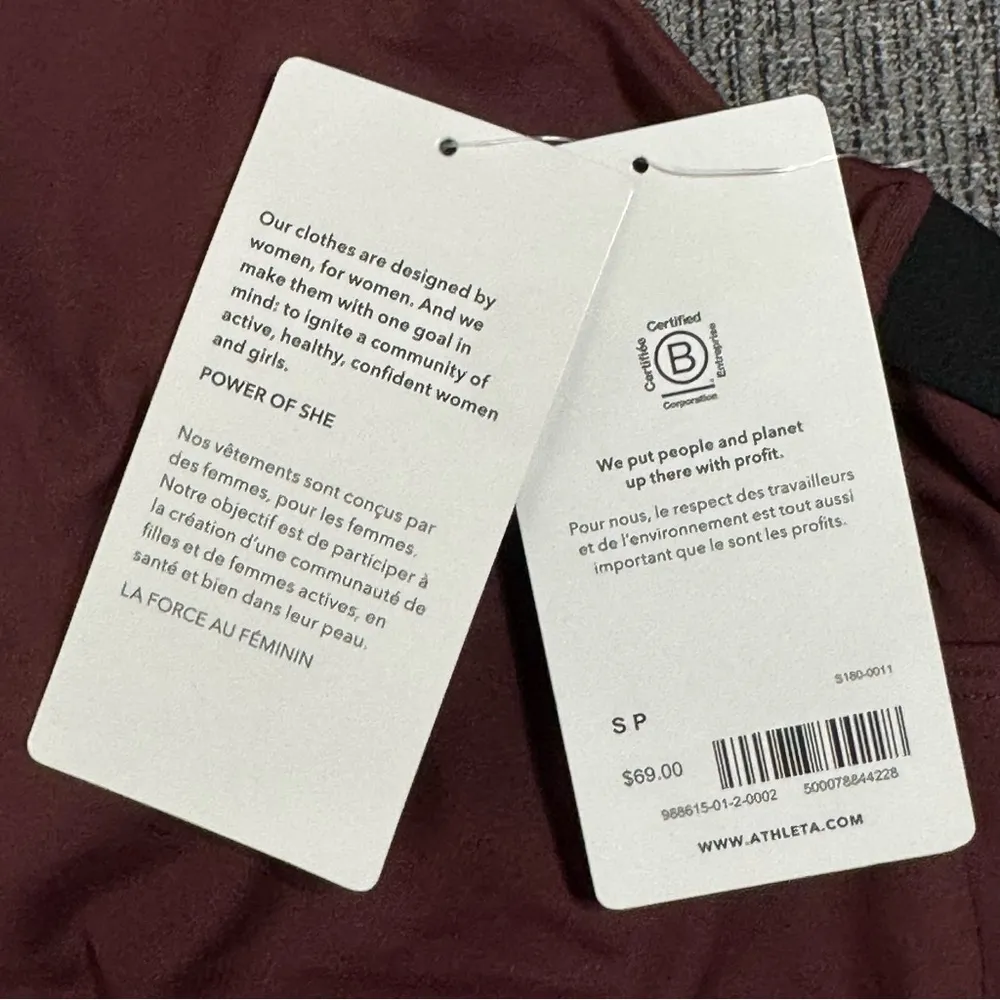 Our clothes are designed by
women, for women. And we
make them with one goal in
mind: to ignite a community of
active, healthy, confident women
and girls.
POWER OF SHE
Nos vêtements sont conçus par
des femmes, pour les femmes.
Notre objectif est de participer à
la création d'une communauté de
filles et de femmes actives, en
santé et bien dans leur peau.
LA FORCE AU FÉMININ
Certified
Certifiée
B
Entreprise
Corporation
We put people and planet
up there with profit.
Pour nous, le respect des travailleurs
et de l'environnement est tout aussi
important que le sont les profits.
S180-0011
S P
$69.00
988615-01-2-0002
500078844228
WWW.ATHLETA.COM